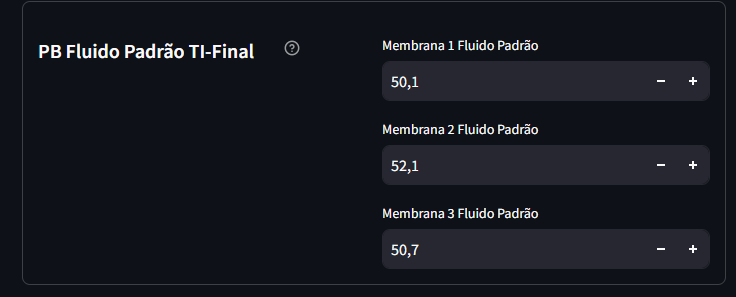 PB Fluido Padrão TI-Final
Membrana 1 Fluido Padrão
50,1
Membrana 2 Fluido Padrão
52,1
Membrana 3 Fluido Padrão
50,7